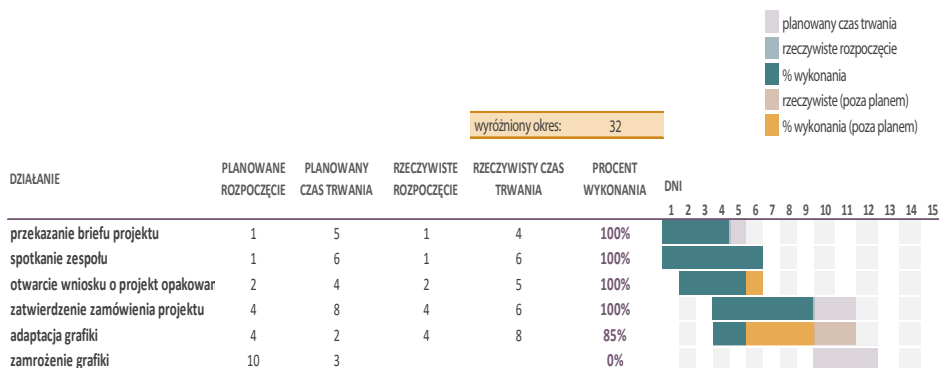 planowany czas trwania
rzeczywiste rozpoczęcie
% wykonania
rzeczywiste (poza planem)
% wykonania (poza planem)
wyróżniony okres: 32
DZIAŁANIE PLANOWANE ROZPOCZĘCIE PLANOWANY CZAS TRWANIA RZECZYWISTE ROZPOCZĘCIE RZECZYWISTY CZAS TRWANIA PROCENT WYKONANIA DNI
1 2 3 4 5 6 7 8 9 10 11 12 13 14 15
przekazanie briefu projektu 1 5 1 4 100%
spotkanie zespołu 1 6 1 6 100%
otwarcie wniosku o projekt opakowar 2 4 2 5 100%
zatwierdzenie zamówienia projektu 4 8 4 6 100%
adaptacja grafiki 4 2 4 8 85%
zamrożenie grafiki 10 3 0%